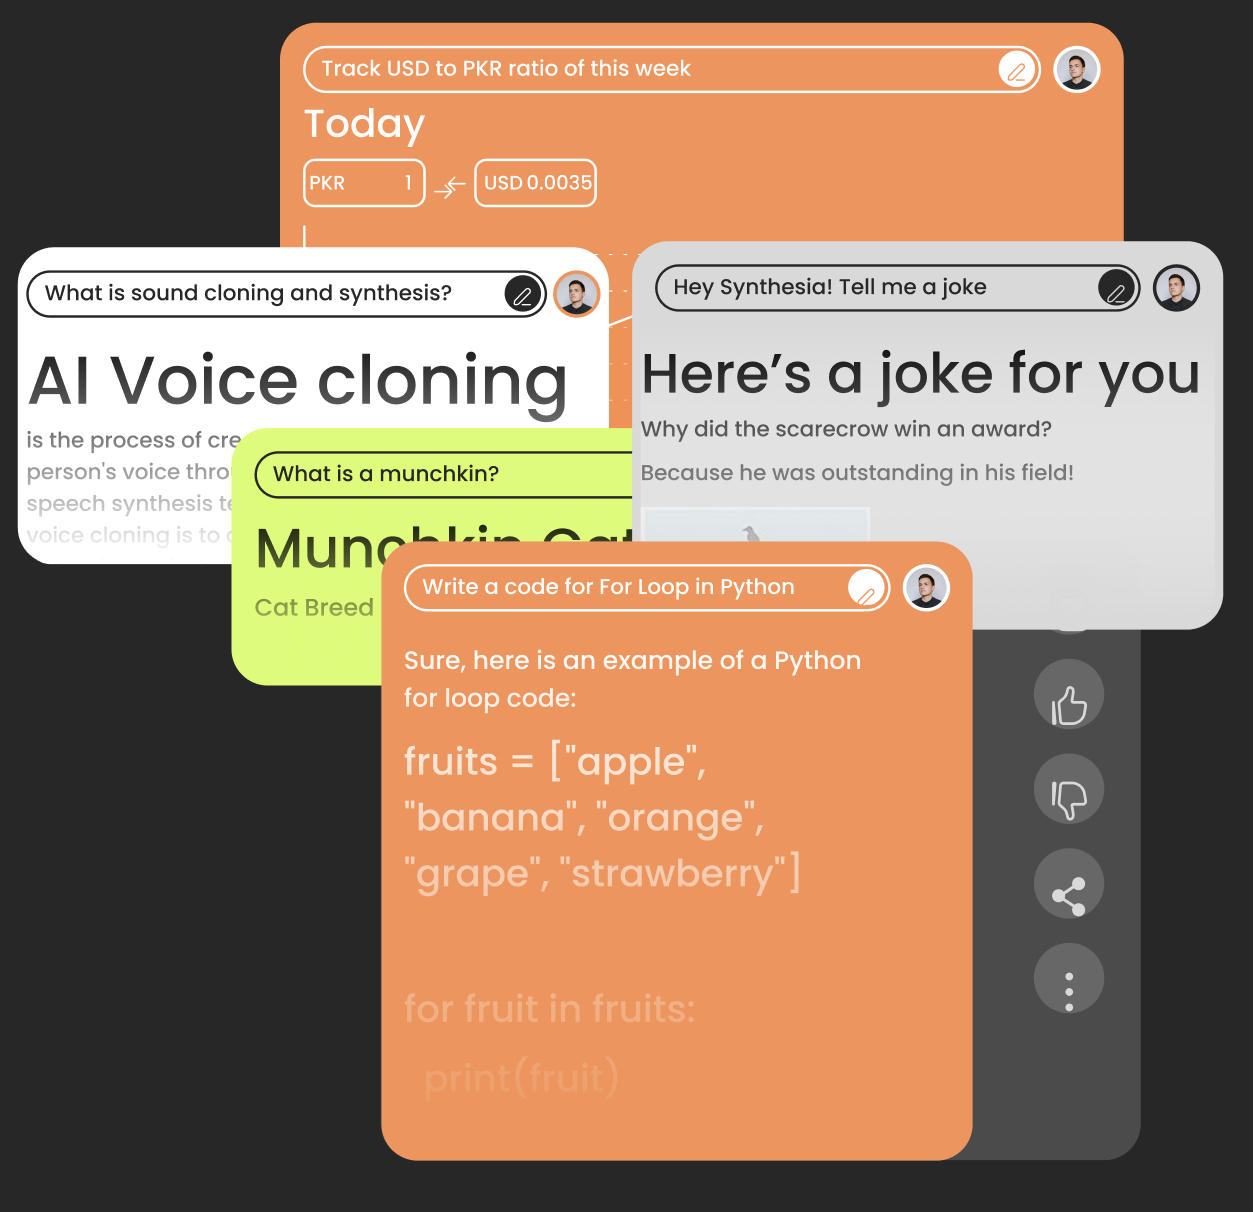 Track USD to PKR ratio of this week
Today
PKR 1
USD 0.0035
What is sound cloning and synthesis?
AI Voice cloning
is the process of cre
person's voice throu
speech synthesis te
voice cloning is to
Hey Synthesia! Tell me a joke
Here's a joke for you
Why did the scarecrow win an award?
Because he was outstanding in his field!
What is a munchkin?
Munchkin Cat
Cat Breed
Write a code for For Loop in Python
Sure, here is an example of a Python
for loop code:
fruits = ["apple",
"banana", "orange",
"grape", "strawberry"]
for fruit in fruits:
print(fruit)